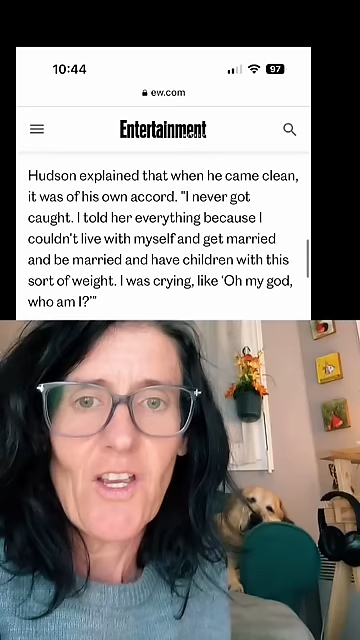 10:44
97
ew.com
Entertainment
Hudson explained that when he came clean,
it was of his own accord. "I never got
caught. I told her everything because I
couldn't live with myself and get married
and be married and have children with this
sort of weight. I was crying, like 'Oh my god,
who am I?'"